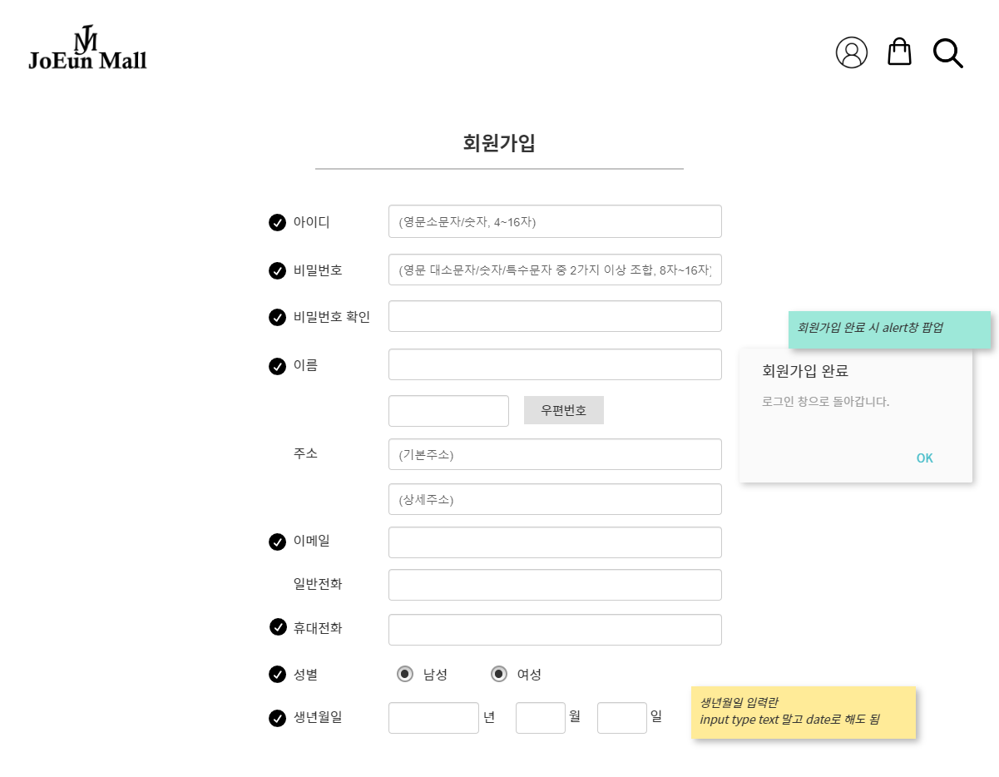 JM
JoEun Mall
회원가입
아이디
(영문소문자/숫자, 4~16자)
비밀번호
(영문 대소문자/숫자/특수문자 중 2가지 이상 조합, 8자~16자)
비밀번호 확인
이름
우편번호
주소
(기본주소)
(상세주소)
이메일
일반전화
휴대전화
성별
남성
여성
생년월일
년
월
일
회원가입 완료 시 alert창 팝업
회원가입 완료
로그인 창으로 돌아갑니다.
OK
생년월일 입력란
input type text 말고 date로 해도 됨